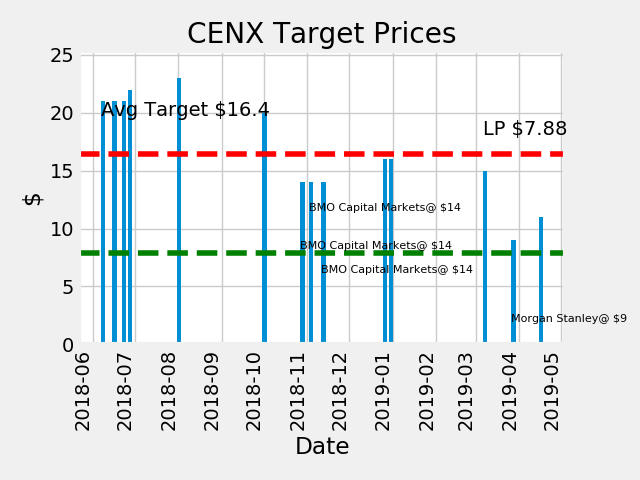 CENX Target Prices
25
20
15
10
5
0
$
Avg Target $16.4
LP $7.88
BMO Capital Markets@ $14
BMO Capital Markets@ $14
BMO Capital Markets@ $14
Morgan Stanley@ $9
2018-06
2018-07
2018-08
2018-09
2018-10
2018-11
2018-12
2019-01
2019-02
2019-03
2019-04
2019-05
Date